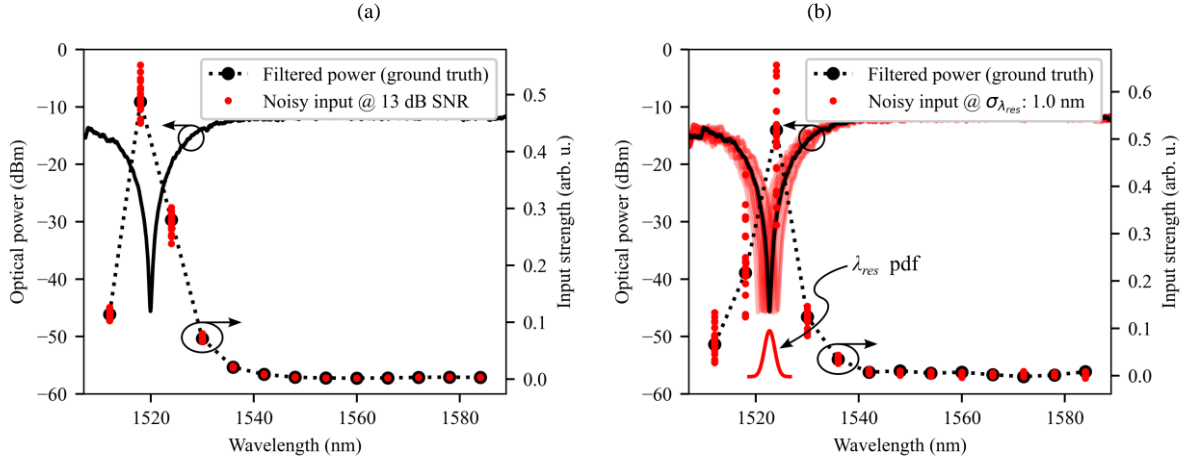 (a)
0
−10
−20
−30
−40
−50
−60
Optical power (dBm)
Filtered power (ground truth)
Noisy input @ 13 dB SNR
0.5
0.4
0.3
0.2
0.1
0.0
Input strength (arb. u.)
1520
1540
1560
1580
Wavelength (nm)
(b)
0
−10
−20
−30
−40
−50
−60
Optical power (dBm)
Filtered power (ground truth)
Noisy input @ σλres: 1.0 nm
λres pdf
0.6
0.5
0.4
0.3
0.2
0.1
0.0
Input strength (arb. u.)
1520
1540
1560
1580
Wavelength (nm)